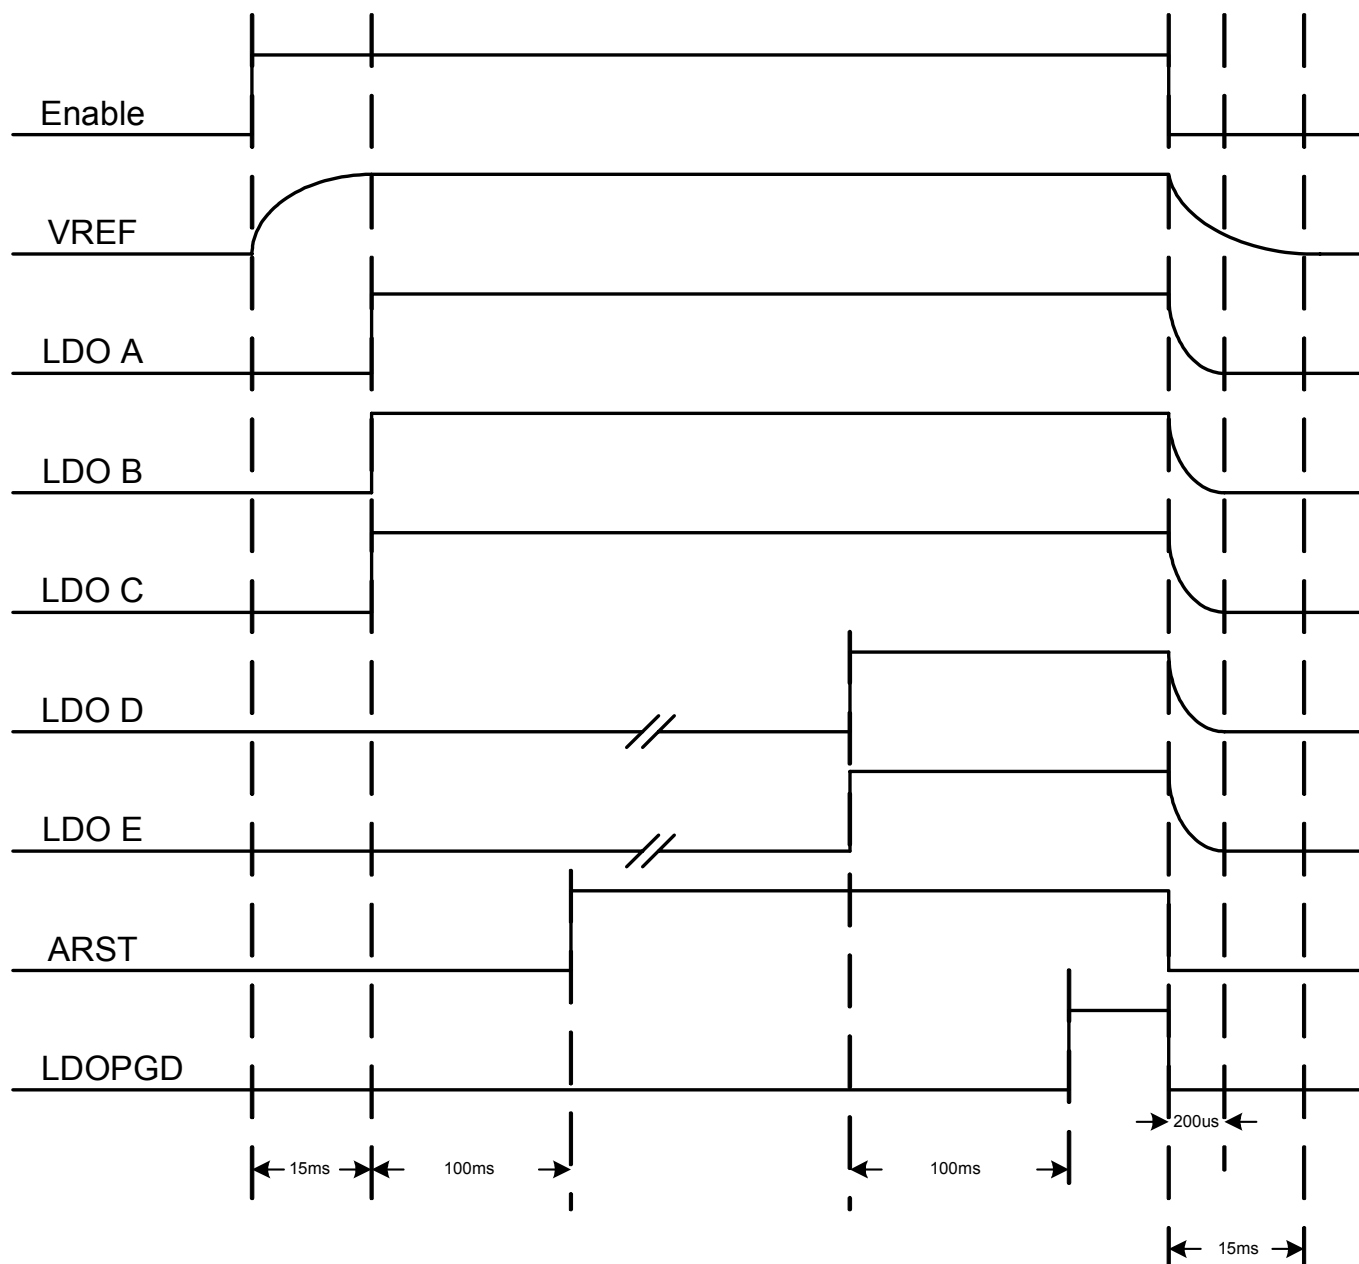 Enable
VREF
LDO A
LDO B
LDO C
LDO D
LDO E
ARST
LDOPGD
200us
15ms
100ms
100ms
15ms